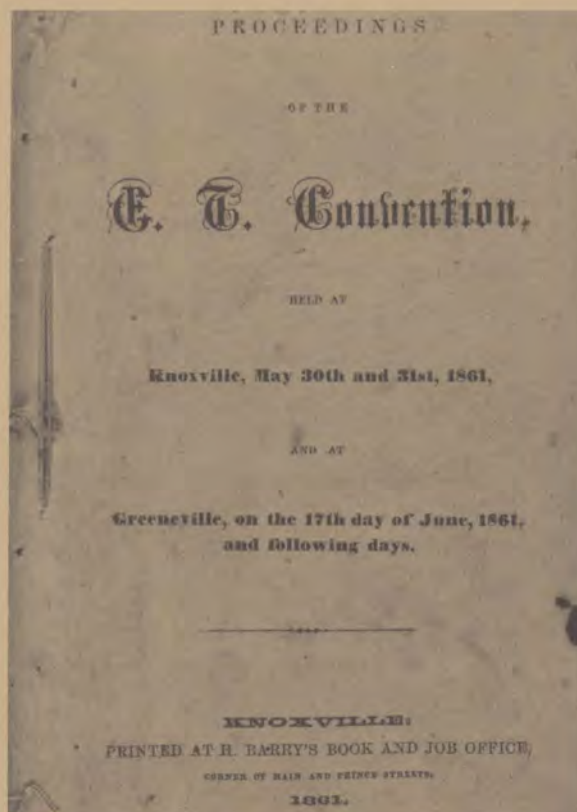 PROCEEDINGS
OF THE
E. T. Convention,
HELD AT
Knoxville, May 30th and 31st, 1861,
AND AT
Greeneville, on the 17th day of June, 1861,
and following days.
KNOXVILLE:
PRINTED AT H. BARRY'S BOOK AND JOB OFFICE,
CORNER OF MAIN AND PRINCE STREETS.
1861.